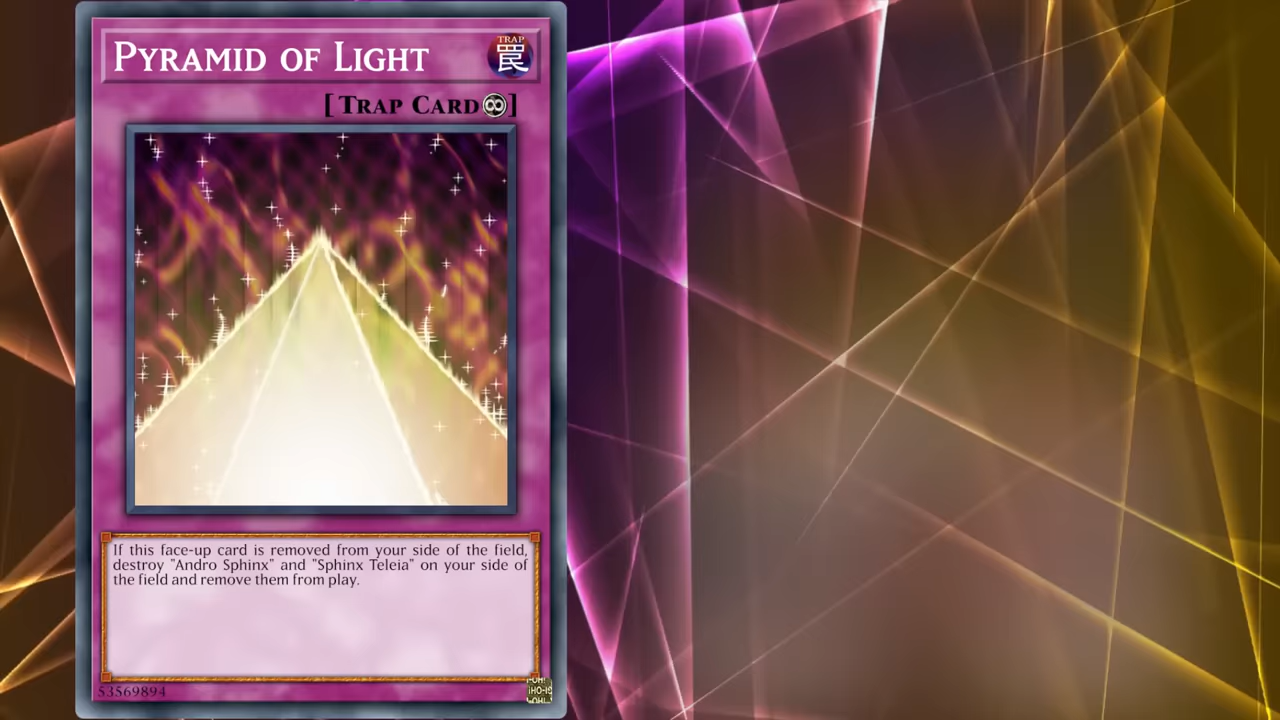 PYRAMID OF LIGHT
TRAP
罠
[TRAP CARD♾]
If this face-up card is removed from your side of the field,
destroy "Andro Sphinx" and "Sphinx Teleia" on your side of
the field and remove them from play.
53569894